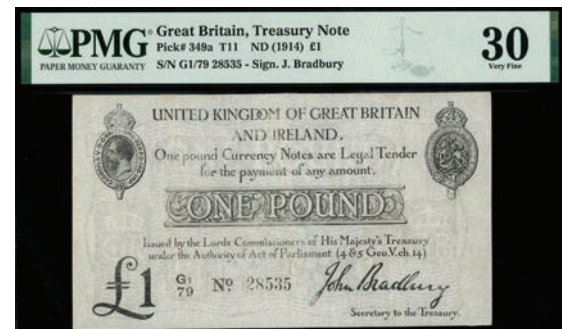 PMG
PAPER MONEY GUARANTY
Great Britain, Treasury Note
Pick# 349a T11 ND (1914) £1
S/N G1/79 28535 - Sign. J. Bradbury
30
Very Fine
UNITED KINGDOM OF GREAT BRITAIN
AND IRELAND.
One pound Currency Notes are Legal Tender
for the payment of any amount.
ONE POUND
Issued by the Lords Commissioners of His Majesty's Treasury
under the Authority of Act of Parliament (4 & 5 Geo.V.ch.14)
£1
G1
79
Nº 28535
John Bradbury
Secretary to the Treasury.